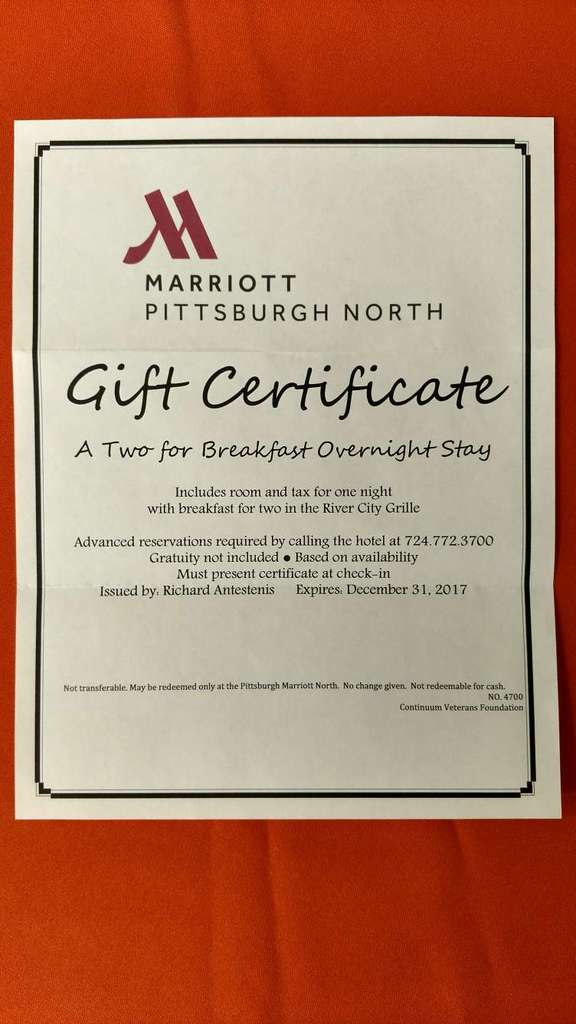 MARRIOTT
PITTSBURGH NORTH
Gift Certificate
A Two for Breakfast Overnight Stay
Includes room and tax for one night
with breakfast for two in the River City Grille
Advanced reservations required by calling the hotel at 724.772.3700
Gratuity not included ● Based on availability
Must present certificate at check-in
Issued by: Richard Antestenis Expires: December 31, 2017
Not transferable. May be redeemed only at the Pittsburgh Marriott North. No change given. Not redeemable for cash.
NO. 4700
Continuum Veterans Foundation